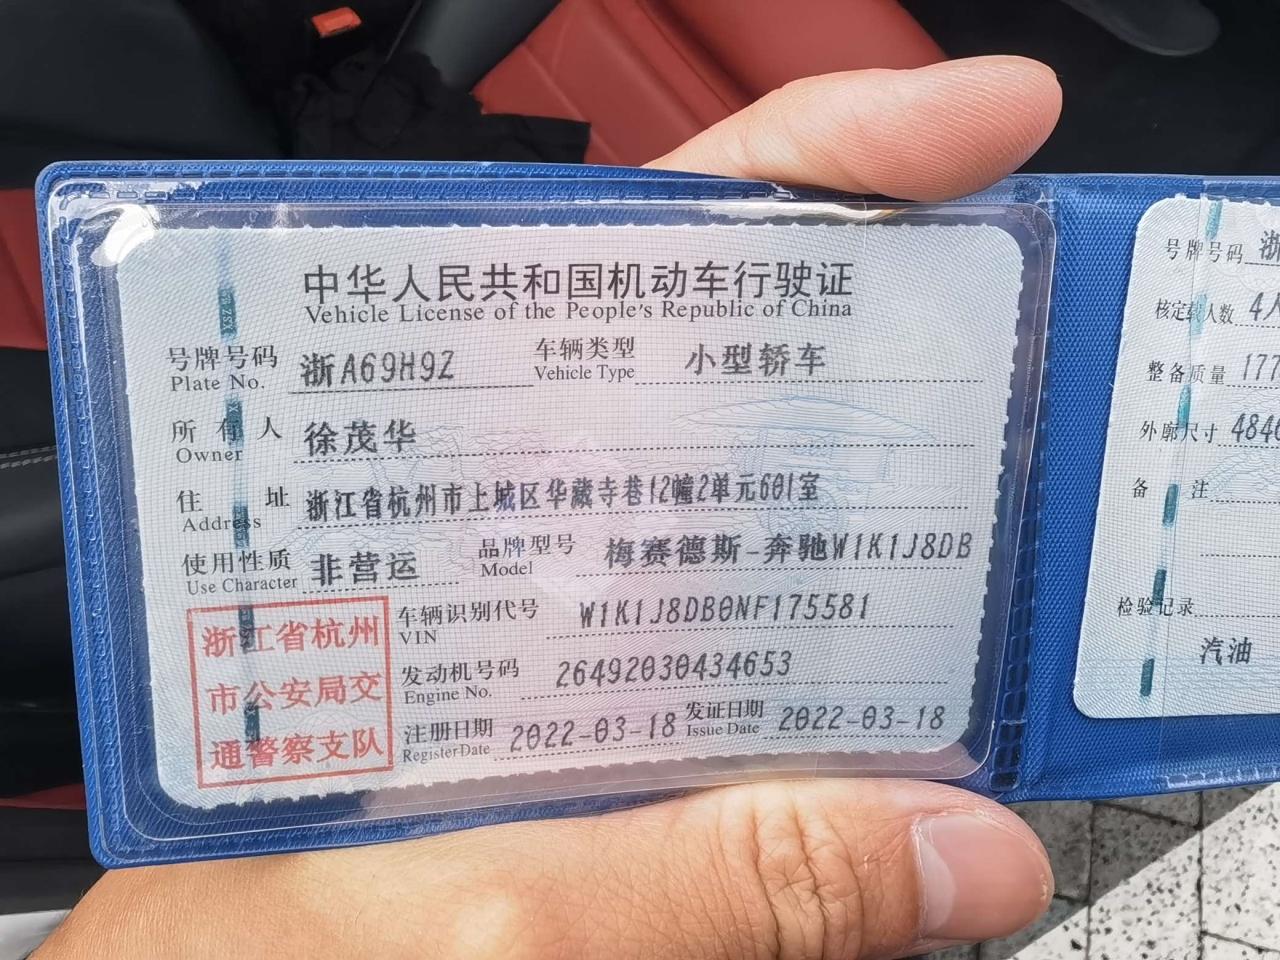 中华人民共和国机动车行驶证
Vehicle License of the People's Republic of China
号牌号码 浙A69H9Z 车辆类型 小型轿车
Plate No. Vehicle Type
所有人 徐茂华
Owner
住址 浙江省杭州市上城区华藏寺巷12幢2单元601室
Address
使用性质 非营运 品牌型号 梅赛德斯-奔驰W1K1J8DB
Use Character Model
浙江省杭州
市公安局交
通警察支队
车辆识别代号 W1K1J8DB0NF175581
VIN
发动机号码 26492030434653
Engine No.
注册日期 2022-03-18 发证日期 2022-03-18
Register Date Issue Date
号牌号码 浙
核定载人数 4人
整备质量 177
外廓尺寸 484
备注
检验记录
汽油